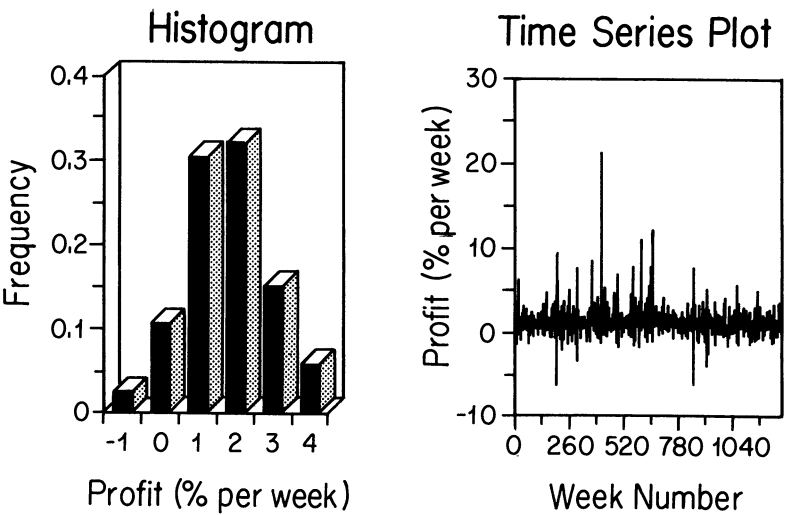 Histogram
0.4
0.3
0.2
0.1
0
Frequency
-1 0 1 2 3 4
Profit (% per week)
Time Series Plot
30
20
10
0
-10
Profit (% per week)
0 260 520 780 1040
Week Number